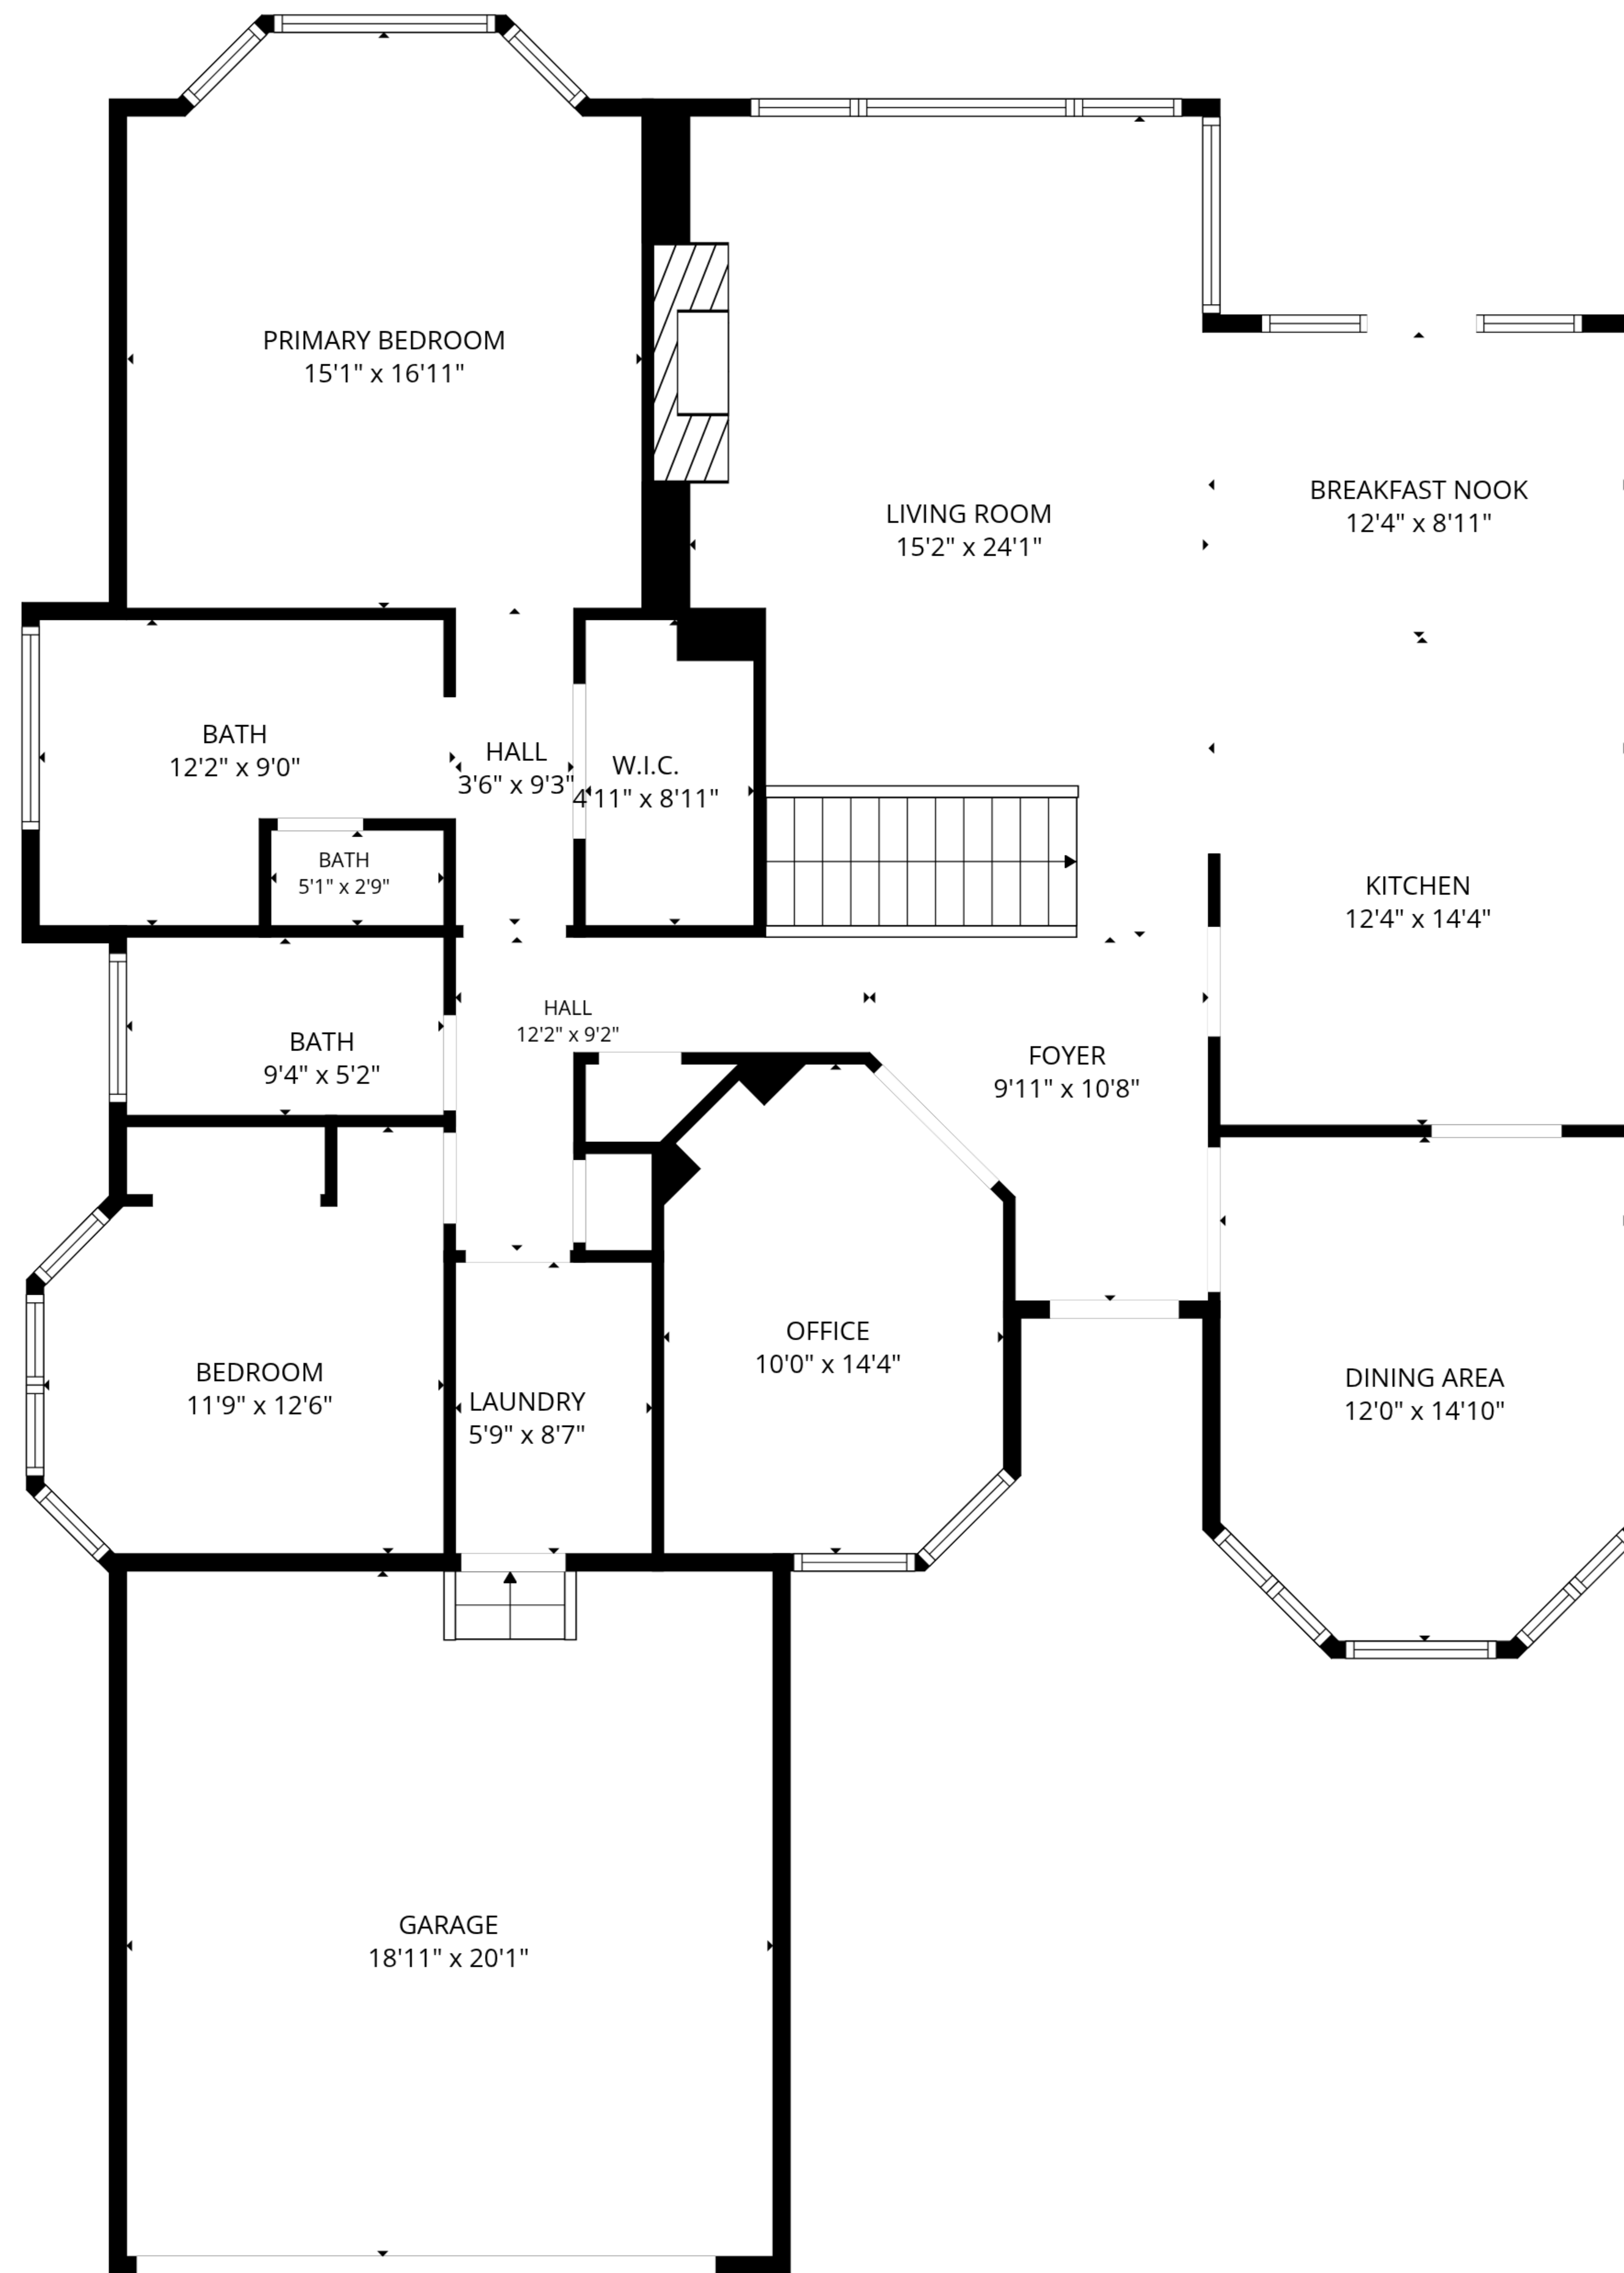 PRIMARY BEDROOM
15'1" x 16'11"
LIVING ROOM
15'2" x 24'1"
BREAKFAST NOOK
12'4" x 8'11"
BATH
12'2" x 9'0"
HALL
3'6" x 9'3"
W.I.C.
4'11" x 8'11"
BATH
5'1" x 2'9"
KITCHEN
12'4" x 14'4"
HALL
12'2" x 9'2"
BATH
9'4" x 5'2"
FOYER
9'11" x 10'8"
OFFICE
10'0" x 14'4"
BEDROOM
11'9" x 12'6"
LAUNDRY
5'9" x 8'7"
DINING AREA
12'0" x 14'10"
GARAGE
18'11" x 20'1"